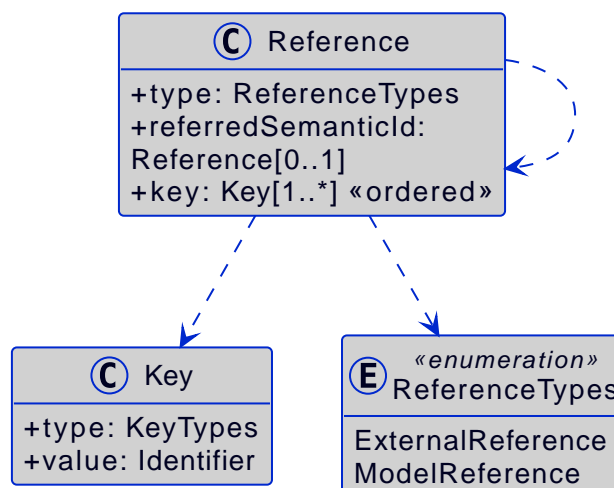 C Reference
+type: ReferenceTypes
+referredSemanticId:
Reference[0..1]
+key: Key[1..*] «ordered»
C Key
+type: KeyTypes
+value: Identifier
«enumeration»
E ReferenceTypes
ExternalReference
ModelReference